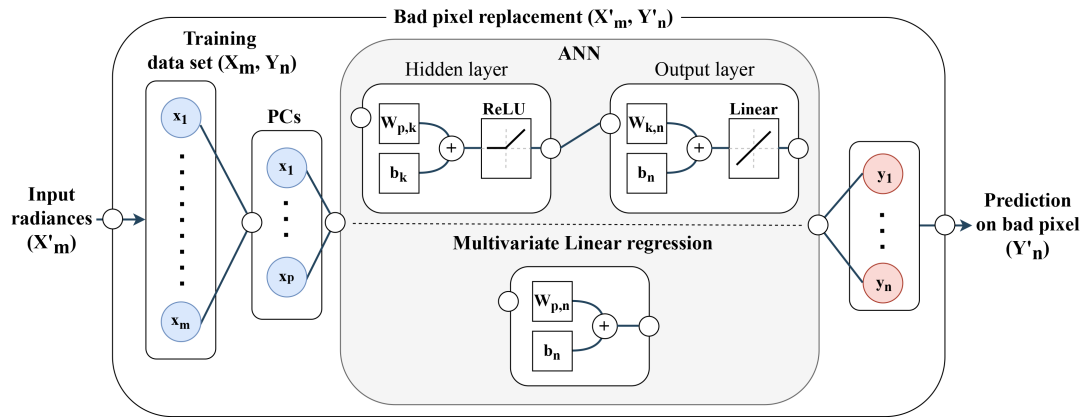 Bad pixel replacement (X'm, Y'n)
Training
data set (Xm, Yn)
x1
xm
PCs
x1
xp
Input
radiances
(X'm)
ANN
Hidden layer
Wp,k
bk
+
ReLU
Output layer
Wk,n
bn
+
Linear
Multivariate Linear regression
Wp,n
bn
+
y1
yn
Prediction
on bad pixel
(Y'n)